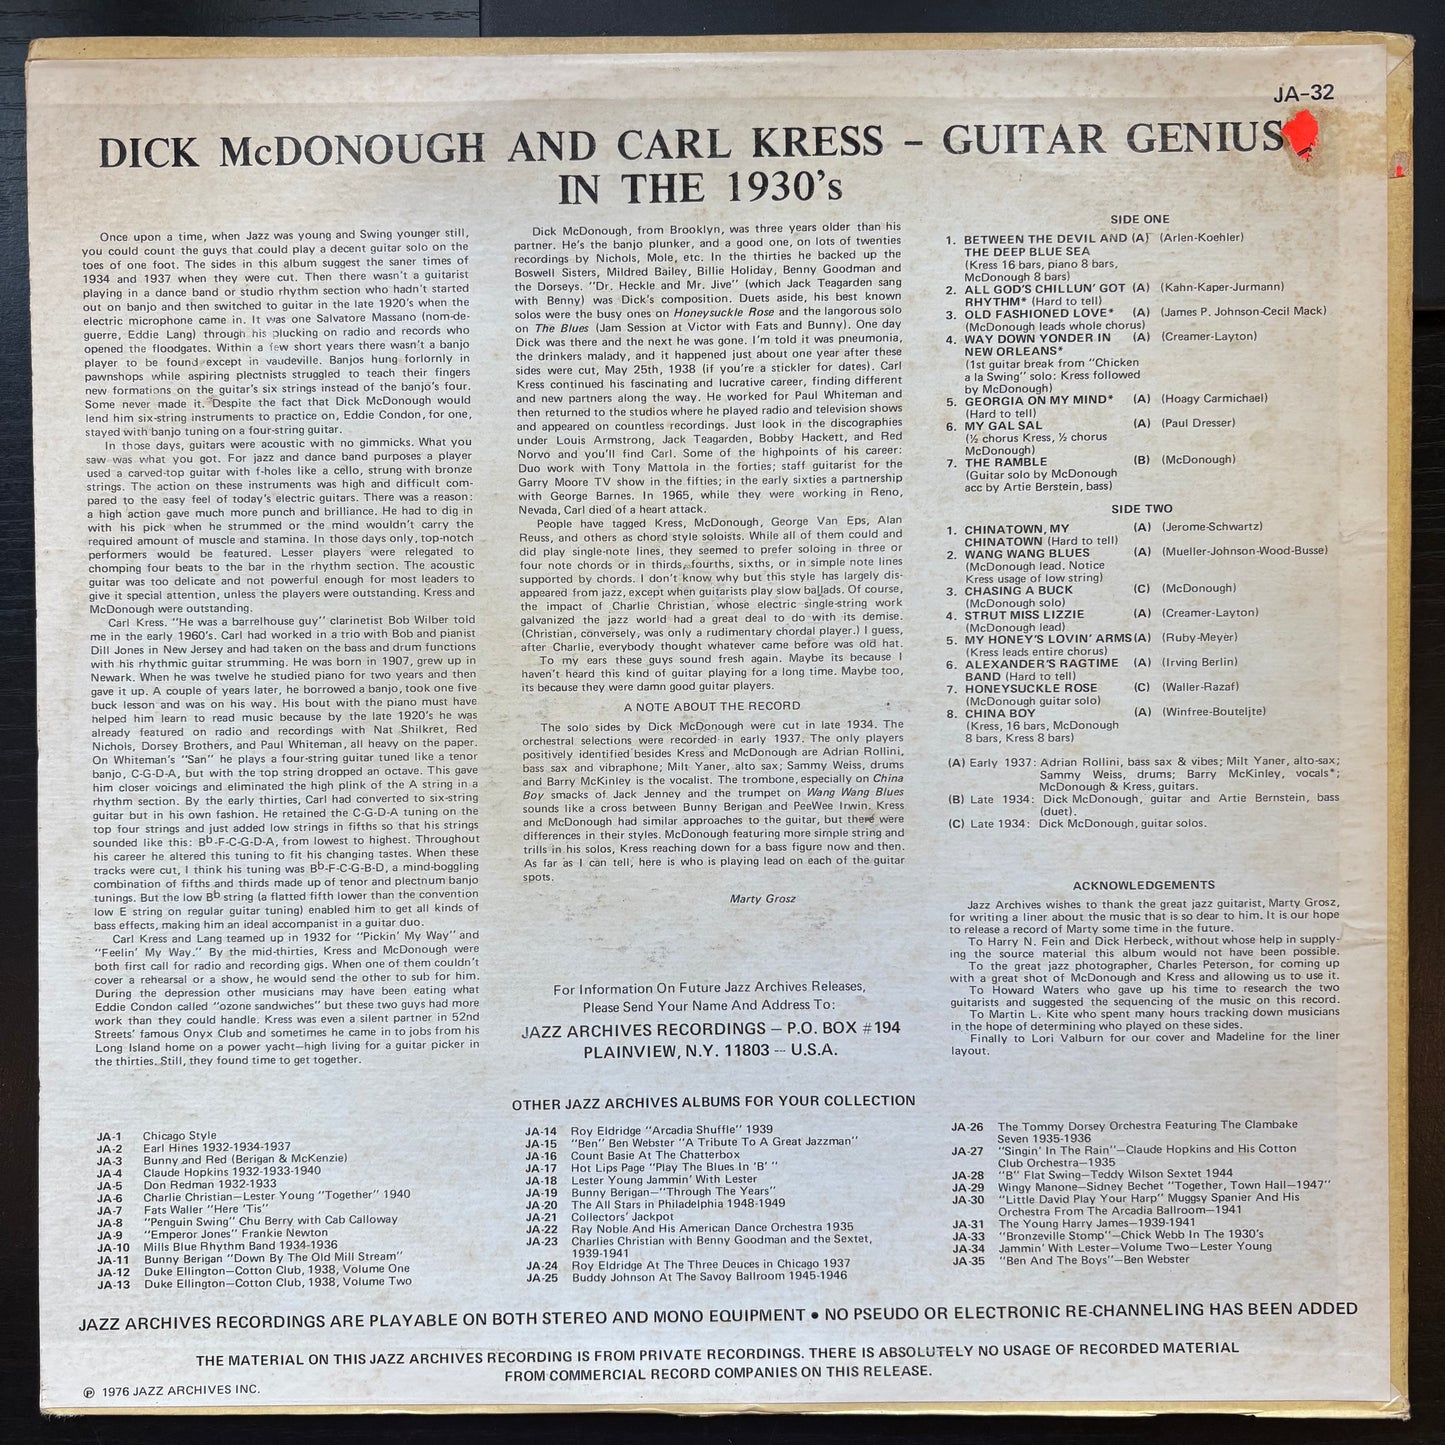 JA-32
DICK McDONOUGH AND CARL KRESS – GUITAR GENIUS
IN THE 1930's
Once upon a time, when Jazz was young and Swing younger still,
you could count the guys that could play a decent guitar solo on the
toes of one foot. The sides in this album suggest the saner times of
1934 and 1937 when they were cut. Then there wasn't a guitarist
playing in a dance band or studio rhythm section who hadn't started
out on banjo and then switched to guitar in the late 1920's when the
electric microphone came in. It was one Salvatore Massano (nom-de-
guerre, Eddie Lang) through his plucking on radio and records who
opened the floodgates. Within a few short years there wasn't a banjo
player to be found except in vaudeville. Banjos hung forlornly in
pawnshops while aspiring plectnists struggled to teach their fingers
new formations on the guitar's six strings instead of the banjo's four.
Some never made it. Despite the fact that Dick McDonough would
lend him six-string instruments to practice on, Eddie Condon, for one,
stayed with banjo tuning on a four-string guitar.
In those days, guitars were acoustic with no gimmicks. What you
saw was what you got. For jazz and dance band purposes a player
used a carved-top guitar with f-holes like a cello, strung with bronze
strings. The action on these instruments was high and difficult com-
pared to the easy feel of today's electric guitars. There was a reason:
a high action gave much more punch and brilliance. He had to dig in
with his pick when he strummed or the mind wouldn't carry the
required amount of muscle and stamina. In those days only, top-notch
performers would be featured. Lesser players were relegated to
chomping four beats to the bar in the rhythm section. The acoustic
guitar was too delicate and not powerful enough for most leaders to
give it special attention, unless the players were outstanding. Kress and
McDonough were outstanding.
Carl Kress. "He was a barrelhouse guy" clarinetist Bob Wilber told
me in the early 1960's. Carl had worked in a trio with Bob and pianist
Dill Jones in New Jersey and had taken on the bass and drum functions
with his rhythmic guitar strumming. He was born in 1907, grew up in
Newark. When he was twelve he studied piano for two years and then
gave it up. A couple of years later, he borrowed a banjo, took one five
buck lesson and was on his way. His bout with the piano must have
helped him learn to read music because by the late 1920's he was
already featured on radio and recordings with Nat Shilkret, Red
Nichols, Dorsey Brothers, and Paul Whiteman, all heavy on the paper.
On Whiteman's "San" he plays a four-string guitar tuned like a tenor
banjo, C-G-D-A, but with the top string dropped an octave. This gave
him closer voicings and eliminated the high plink of the A string in a
rhythm section. By the early thirties, Carl had converted to six-string
guitar but in his own fashion. He retained the C-G-D-A tuning on the
top four strings and just added low strings in fifths so that his strings
sounded like this: Bb-F-C-G-D-A, from lowest to highest. Throughout
his career he altered this tuning to fit his changing tastes. When these
tracks were cut, I think his tuning was Bb-F-C-G-B-D, a mind-boggling
combination of fifths and thirds made up of tenor and plectnum banjo
tunings. But the low Bb string (a flatted fifth lower than the convention
low E string on regular guitar tuning) enabled him to get all kinds of
bass effects, making him an ideal accompanist in a guitar duo.
Carl Kress and Lang teamed up in 1932 for "Pickin' My Way" and
"Feelin' My Way." By the mid-thirties, Kress and McDonough were
both first call for radio and recording gigs. When one of them couldn't
cover a rehearsal or a show, he would send the other to sub for him.
During the depression other musicians may have been eating what
Eddie Condon called "ozone sandwiches" but these two guys had more
work than they could handle. Kress was even a silent partner in 52nd
Streets' famous Onyx Club and sometimes he came in to jobs from his
Long Island home on a power yacht—high living for a guitar picker in
the thirties. Still, they found time to get together.
Dick McDonough, from Brooklyn, was three years older than his
partner. He's the banjo plunker, and a good one, on lots of twenties
recordings by Nichols, Mole, etc. In the thirties he backed up the
Boswell Sisters, Mildred Bailey, Billie Holiday, Benny Goodman and
the Dorseys. "Dr. Heckle and Mr. Jive" (which Jack Teagarden sang
with Benny) was Dick's composition. Duets aside, his best known
solos were the busy ones on Honeysuckle Rose and the langorous solo
on The Blues (Jam Session at Victor with Fats and Bunny). One day
Dick was there and the next he was gone. I'm told it was pneumonia,
the drinkers malady, and it happened just about one year after these
sides were cut, May 25th, 1938 (if you're a stickler for dates). Carl
Kress continued his fascinating and lucrative career, finding different
and new partners along the way. He worked for Paul Whiteman and
then returned to the studios where he played radio and television shows
and appeared on countless recordings. Just look in the discographies
under Louis Armstrong, Jack Teagarden, Bobby Hackett, and Red
Norvo and you'll find Carl. Some of the highpoints of his career:
Duo work with Tony Mattola in the forties; staff guitarist for the
Garry Moore TV show in the fifties; in the early sixties a partnership
with George Barnes. In 1965, while they were working in Reno,
Nevada, Carl died of a heart attack.
People have tagged Kress, McDonough, George Van Eps, Alan
Reuss, and others as chord style soloists. While all of them could and
did play single-note lines, they seemed to prefer soloing in three or
four note chords or in thirds, fourths, sixths, or in simple note lines
supported by chords. I don't know why but this style has largely dis-
appeared from jazz, except when guitarists play slow ballads. Of course,
the impact of Charlie Christian, whose electric single-string work
galvanized the jazz world had a great deal to do with its demise.
(Christian, conversely, was only a rudimentary chordal player.) I guess,
after Charlie, everybody thought whatever came before was old hat.
To my ears these guys sound fresh again. Maybe its because I
haven't heard this kind of guitar playing for a long time. Maybe too,
its because they were damn good guitar players.
A NOTE ABOUT THE RECORD
The solo sides by Dick McDonough were cut in late 1934. The
orchestral selections were recorded in early 1937. The only players
positively identified besides Kress and McDonough are Adrian Rollini,
bass sax and vibraphone; Milt Yaner, alto sax; Sammy Weiss, drums
and Barry McKinley is the vocalist. The trombone, especially on China
Boy smacks of Jack Jenney and the trumpet on Wang Wang Blues
sounds like a cross between Bunny Berigan and PeeWee Irwin. Kress
and McDonough had similar approaches to the guitar, but there were
differences in their styles. McDonough featuring more simple string and
trills in his solos, Kress reaching down for a bass figure now and then.
As far as I can tell, here is who is playing lead on each of the guitar
spots.
Marty Grosz
For Information On Future Jazz Archives Releases,
Please Send Your Name And Address To:
JAZZ ARCHIVES RECORDINGS — P.O. BOX #194
PLAINVIEW, N.Y. 11803 -- U.S.A.
SIDE ONE
1. BETWEEN THE DEVIL AND (A) (Arlen-Koehler)
THE DEEP BLUE SEA
(Kress 16 bars, piano 8 bars,
McDonough 8 bars)
2. ALL GOD'S CHILLUN' GOT (A) (Kahn-Kaper-Jurmann)
RHYTHM* (Hard to tell)
3. OLD FASHIONED LOVE* (A) (James P. Johnson-Cecil Mack)
(McDonough leads whole chorus)
4. WAY DOWN YONDER IN (A) (Creamer-Layton)
NEW ORLEANS*
(1st guitar break from "Chicken
a la Swing" solo: Kress followed
by McDonough)
5. GEORGIA ON MY MIND* (A) (Hoagy Carmichael)
(Hard to tell)
6. MY GAL SAL (A) (Paul Dresser)
(½ chorus Kress, ½ chorus
McDonough)
7. THE RAMBLE (B) (McDonough)
(Guitar solo by McDonough
acc by Artie Berstein, bass)
SIDE TWO
1. CHINATOWN, MY (A) (Jerome-Schwartz)
CHINATOWN (Hard to tell)
2. WANG WANG BLUES (A) (Mueller-Johnson-Wood-Busse)
(McDonough lead. Notice
Kress usage of low string)
3. CHASING A BUCK (C) (McDonough)
(McDonough solo)
4. STRUT MISS LIZZIE (A) (Creamer-Layton)
(McDonough lead)
5. MY HONEY'S LOVIN' ARMS (A) (Ruby-Meyer)
(Kress leads entire chorus)
6. ALEXANDER'S RAGTIME (A) (Irving Berlin)
BAND (Hard to tell)
7. HONEYSUCKLE ROSE (C) (Waller-Razaf)
(McDonough guitar solo)
8. CHINA BOY (A) (Winfree-Bouteljte)
(Kress, 16 bars, McDonough
8 bars, Kress 8 bars)
(A) Early 1937: Adrian Rollini, bass sax & vibes; Milt Yaner, alto-sax;
Sammy Weiss, drums; Barry McKinley, vocals*;
McDonough & Kress, guitars.
(B) Late 1934: Dick McDonough, guitar and Artie Bernstein, bass
(duet).
(C) Late 1934: Dick McDonough, guitar solos.
ACKNOWLEDGEMENTS
Jazz Archives wishes to thank the great jazz guitarist, Marty Grosz,
for writing a liner about the music that is so dear to him. It is our hope
to release a record of Marty some time in the future.
To Harry N. Fein and Dick Herbeck, without whose help in supply-
ing the source material this album would not have been possible.
To the great jazz photographer, Charles Peterson, for coming up
with a great shot of McDonough and Kress and allowing us to use it.
To Howard Waters who gave up his time to research the two
guitarists and suggested the sequencing of the music on this record.
To Martin L. Kite who spent many hours tracking down musicians
in the hope of determining who played on these sides.
Finally to Lori Valburn for our cover and Madeline for the liner
layout.
OTHER JAZZ ARCHIVES ALBUMS FOR YOUR COLLECTION
JA-1 Chicago Style
JA-2 Earl Hines 1932-1934-1937
JA-3 Bunny and Red (Berigan & McKenzie)
JA-4 Claude Hopkins 1932-1933-1940
JA-5 Don Redman 1932-1933
JA-6 Charlie Christian—Lester Young "Together" 1940
JA-7 Fats Waller "Here 'Tis"
JA-8 "Penguin Swing" Chu Berry with Cab Calloway
JA-9 "Emperor Jones" Frankie Newton
JA-10 Mills Blue Rhythm Band 1934-1936
JA-11 Bunny Berigan "Down By The Old Mill Stream"
JA-12 Duke Ellington—Cotton Club, 1938, Volume One
JA-13 Duke Ellington—Cotton Club, 1938, Volume Two
JA-14 Roy Eldridge "Arcadia Shuffle" 1939
JA-15 "Ben" Ben Webster "A Tribute To A Great Jazzman"
JA-16 Count Basie At The Chatterbox
JA-17 Hot Lips Page "Play The Blues In 'B' "
JA-18 Lester Young Jammin' With Lester
JA-19 Bunny Berigan—"Through The Years"
JA-20 The All Stars in Philadelphia 1948-1949
JA-21 Collectors' Jackpot
JA-22 Ray Noble And His American Dance Orchestra 1935
JA-23 Charlies Christian with Benny Goodman and the Sextet,
1939-1941
JA-24 Roy Eldridge At The Three Deuces in Chicago 1937
JA-25 Buddy Johnson At The Savoy Ballroom 1945-1946
JA-26 The Tommy Dorsey Orchestra Featuring The Clambake
Seven 1935-1936
JA-27 "Singin' In The Rain"—Claude Hopkins and His Cotton
Club Orchestra—1935
JA-28 "B" Flat Swing—Teddy Wilson Sextet 1944
JA-29 Wingy Manone—Sidney Bechet "Together, Town Hall—1947"
JA-30 "Little David Play Your Harp" Muggsy Spanier And His
Orchestra From The Arcadia Ballroom—1941
JA-31 The Young Harry James—1939-1941
JA-33 "Bronzeville Stomp"—Chick Webb In The 1930's
JA-34 Jammin' With Lester—Volume Two—Lester Young
JA-35 "Ben And The Boys"—Ben Webster
JAZZ ARCHIVES RECORDINGS ARE PLAYABLE ON BOTH STEREO AND MONO EQUIPMENT • NO PSEUDO OR ELECTRONIC RE-CHANNELING HAS BEEN ADDED
THE MATERIAL ON THIS JAZZ ARCHIVES RECORDING IS FROM PRIVATE RECORDINGS. THERE IS ABSOLUTELY NO USAGE OF RECORDED MATERIAL
FROM COMMERCIAL RECORD COMPANIES ON THIS RELEASE.
℗ 1976 JAZZ ARCHIVES INC.